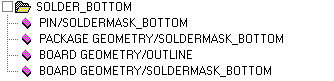 SOLDER_BOTTOM
PIN/SOLDERMASK_BOTTOM
PACKAGE GEOMETRY/SOLDERMASK_BOTTOM
BOARD GEOMETRY/OUTLINE
BOARD GEOMETRY/SOLDERMASK_BOTTOM